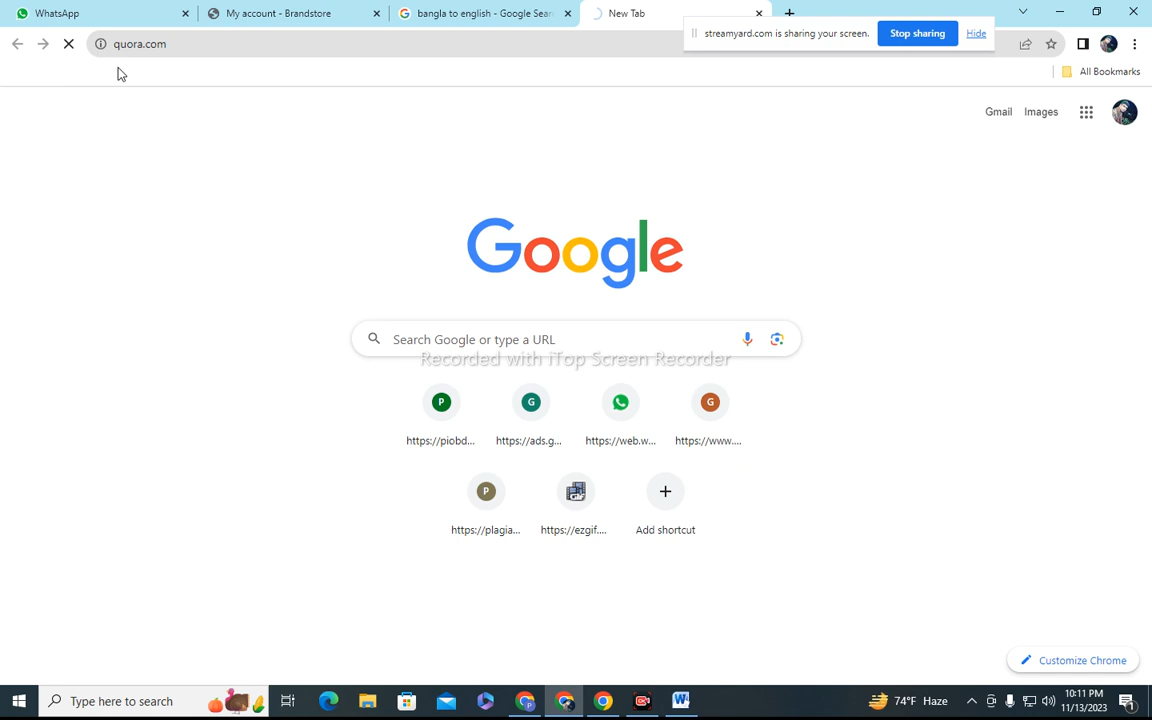 WhatsApp
My account - Brandstore
bangla to english - Google Sear
New Tab
quora.com
streamyard.com is sharing your screen.
Stop sharing
Hide
All Bookmarks
Gmail
Images
Google
Search Google or type a URL
Recorded with iTop Screen Recorder
P
G
G
https://piobd...
https://ads.g...
https://web.w...
https://www....
P
https://plagia...
https://ezgif....
Add shortcut
Customize Chrome
Type here to search
74°F Haze
10:11 PM
11/13/2023